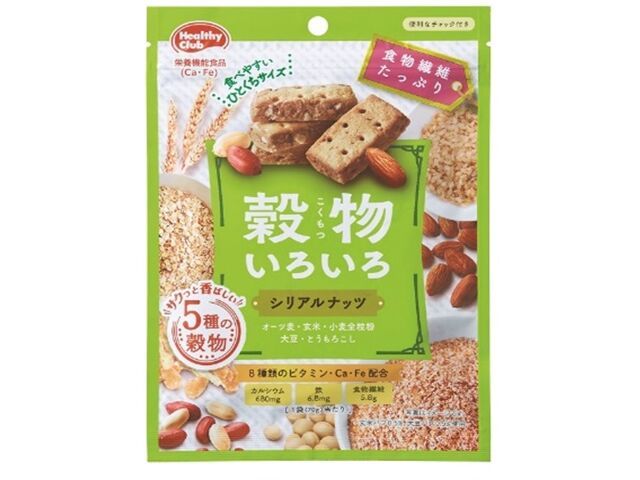 Healthy Club
栄養機能食品
(Ca・Fe)
便利なチャック付き
食べやすい
ひとくちサイズ
食物繊維
たっぷり
穀物
こくもつ
いろいろ
シリアルナッツ
オーツ麦・玄米・小麦全粒粉
大豆・とうもろこし
サクっと香ばしい
5種の
穀物
8種類のビタミン・Ca・Fe配合
カルシウム 鉄 食物繊維
680mg 6.8mg 5.8g
[1袋(70g)当たり]